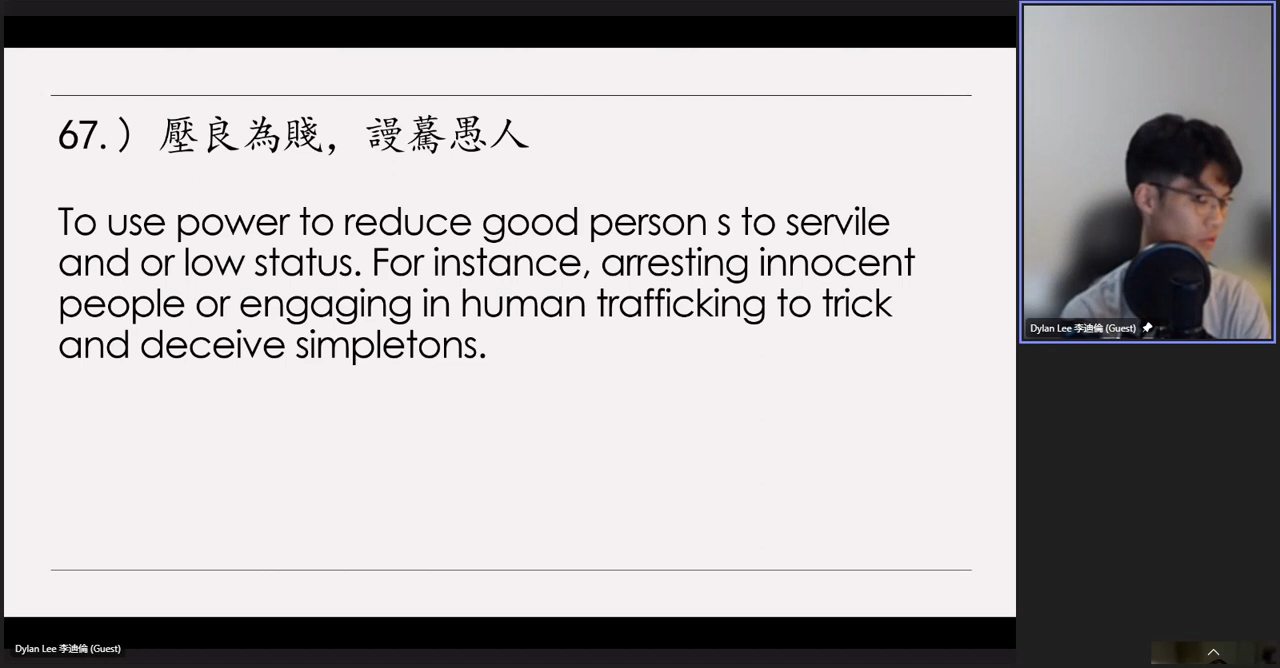 67.）壓良為賤，謾驀愚人
To use power to reduce good person s to servile
and or low status. For instance, arresting innocent
people or engaging in human trafficking to trick
and deceive simpletons.
Dylan Lee 李迪倫 (Guest)
Dylan Lee 李迪倫 (Guest)